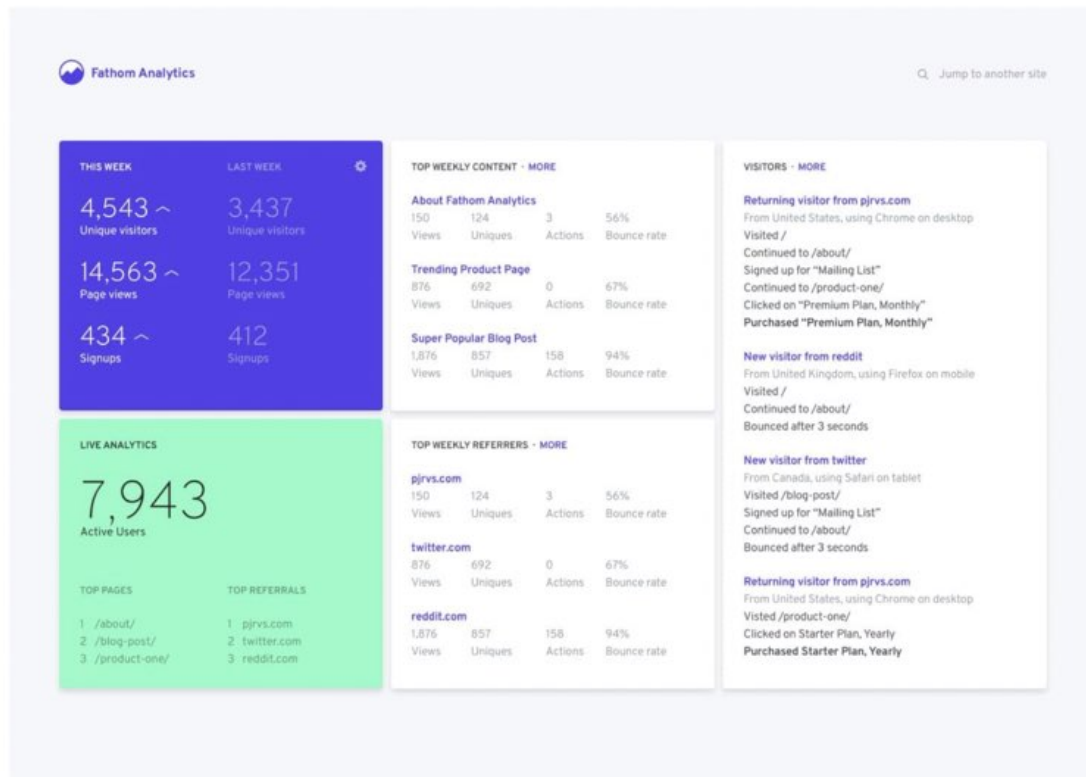 Fathom Analytics
Jump to another site
THIS WEEK
LAST WEEK
4,543
3,437
Unique visitors
Unique visitors
14,563
12,351
Page views
Page views
434
412
Signups
Signups
TOP WEEKLY CONTENT - MORE
About Fathom Analytics
150 124 3 56%
Views Uniques Actions Bounce rate
Trending Product Page
876 692 0 67%
Views Uniques Actions Bounce rate
Super Popular Blog Post
1,876 857 158 94%
Views Uniques Actions Bounce rate
VISITORS - MORE
Returning visitor from pjrvs.com
From United States, using Chrome on desktop
Visited /
Continued to /about/
Signed up for “Mailing List”
Continued to /product-one/
Clicked on “Premium Plan, Monthly”
Purchased “Premium Plan, Monthly”
New visitor from reddit
From United Kingdom, using Firefox on mobile
Visited /
Continued to /about/
Bounced after 3 seconds
New visitor from twitter
From Canada, using Safari on tablet
Visited /blog-post/
Signed up for “Mailing List”
Continued to /about/
Bounced after 3 seconds
Returning visitor from pjrvs.com
From United States, using Chrome on desktop
Visted /product-one/
Clicked on Starter Plan, Yearly
Purchased Starter Plan, Yearly
LIVE ANALYTICS
7,943
Active Users
TOP PAGES
1 /about/
2 /blog-post/
3 /product-one/
TOP REFERRALS
1 pjrvs.com
2 twitter.com
3 reddit.com
TOP WEEKLY REFERRERS - MORE
pjrvs.com
150 124 3 56%
Views Uniques Actions Bounce rate
twitter.com
876 692 0 67%
Views Uniques Actions Bounce rate
reddit.com
1,876 857 158 94%
Views Uniques Actions Bounce rate